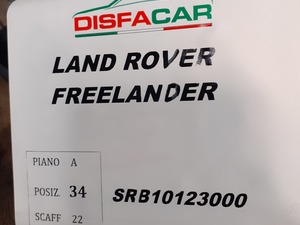 DISFACAR
LAND ROVER
FREELANDER
PIANO A
POSIZ. 34
SCAFF 22
SRB10123000